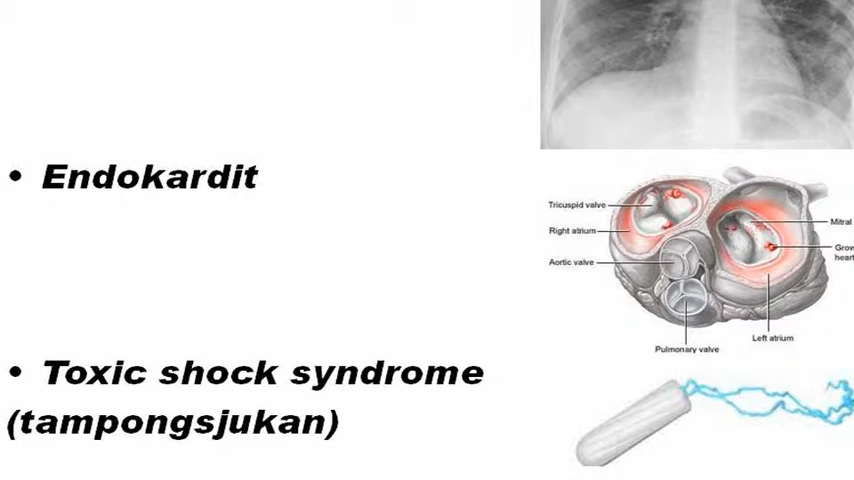 • Endokardit
Tricuspid valve
Mitral
Right atrium
Grow
heart
Aortic valve
Left atrium
Pulmonary valve
• Toxic shock syndrome
(tampongsjukan)